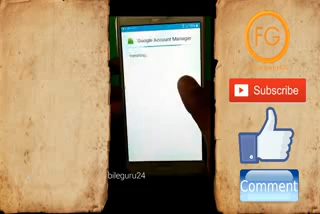 Google Account Manager
Installing...
FG
Subscribe
bileguru24
Comment